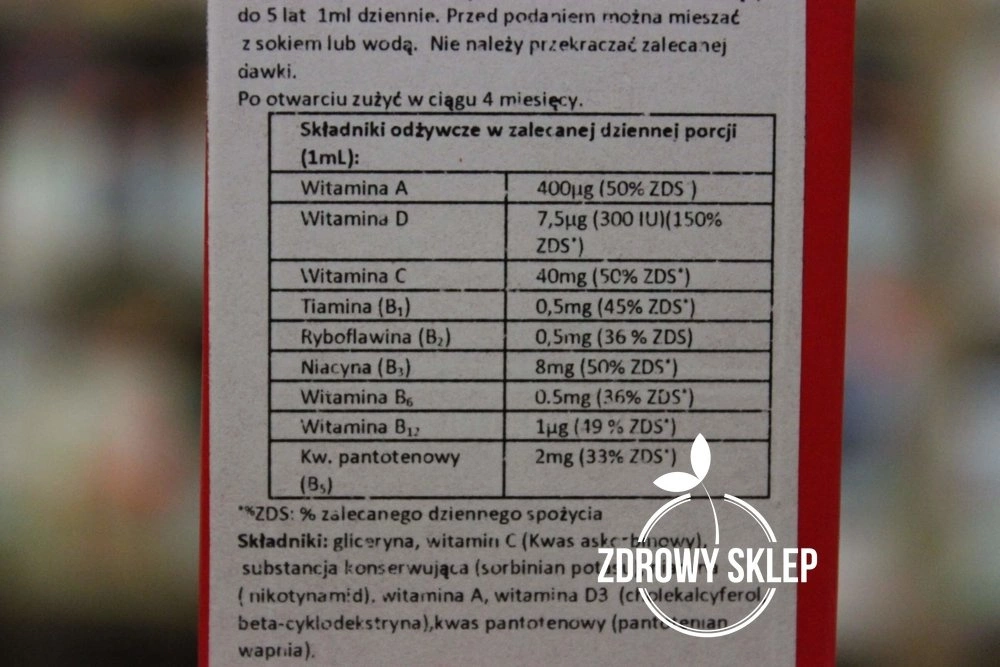 do 5 lat 1ml dziennie. Przed podaniem można mieszać
z sokiem lub wodą. Nie należy przekraczać zalecanej
dawki.
Po otwarciu zużyć w ciągu 4 miesięcy.
Składniki odżywcze w zalecanej dziennej porcji
(1mL):
Witamina A 400µg (50% ZDS )
Witamina D 7,5µg (300 IU)(150%
ZDS*)
Witamina C 40mg (50% ZDS*)
Tiamina (B₁) 0,5mg (45% ZDS*)
Ryboflawina (B₂) 0,5mg (36 % ZDS)
Niacyna (B₃) 8mg (50% ZDS*)
Witamina B₆ 0.5mg (36% ZDS*)
Witamina B₁₂ 1µg ( % ZDS*)
Kw. pantotenowy 2mg (33% ZDS*)
(B₅)
*%ZDS: % zalecanego dziennego spożycia
Składniki: gliceryna, witamin C (Kwas askorbinowy),
substancja konserwująca (sorbinian
(nikotynamid). witamina A, witamina D3 (cholekalcyferol,
beta-cyklodekstryna),kwas pantotenowy (pantotenian
wapnia).
ZDROWY SKLEP